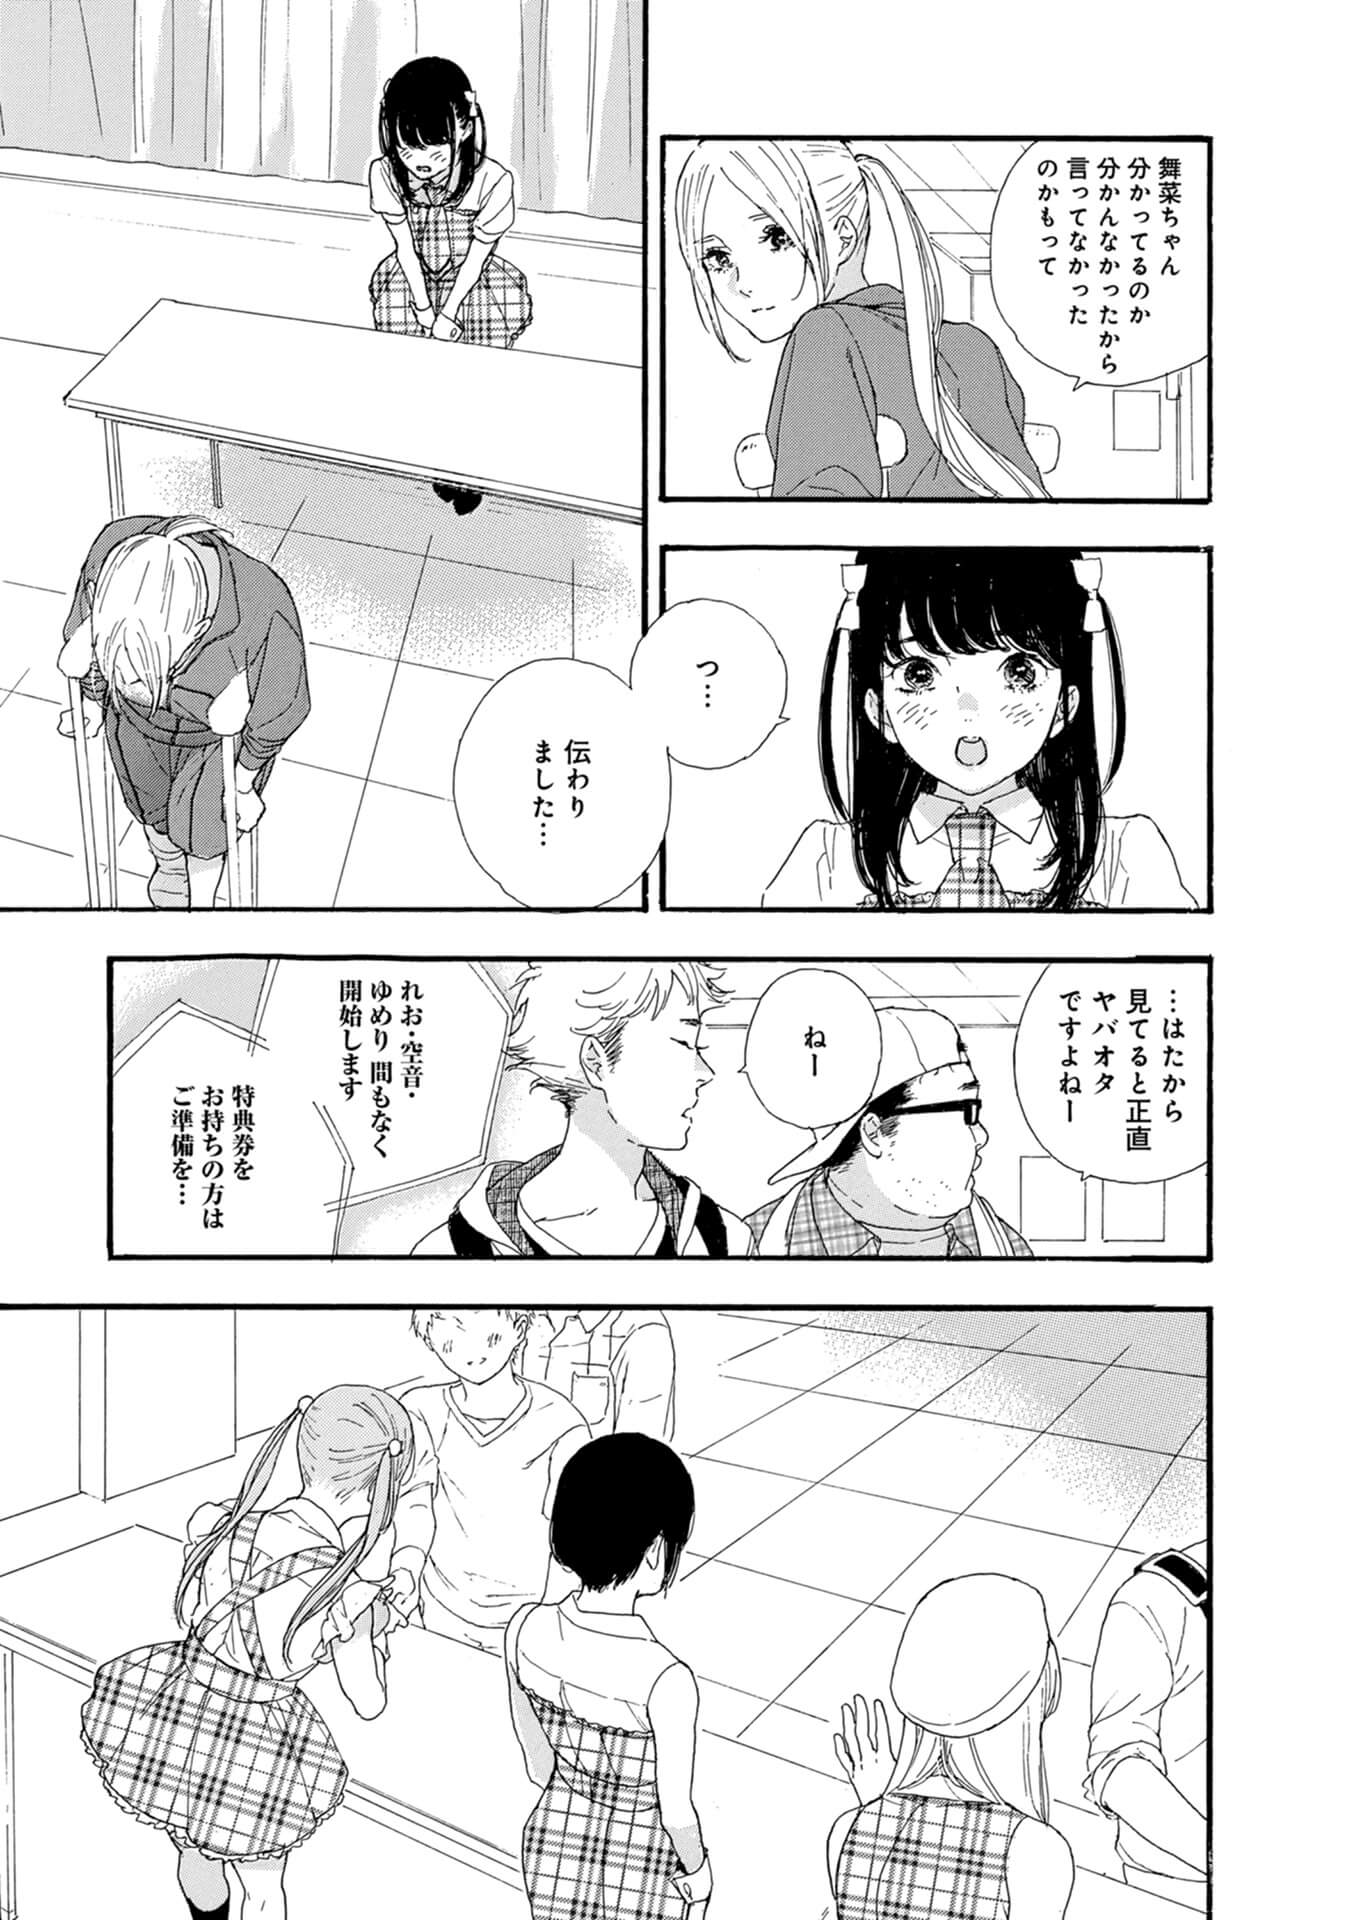 舞菜ちゃん
分かってるのか
分かんなかったから
言ってなかった
のかもって
つ…
伝わり
ました…
…はたから
見てると正直
ヤバオタ
ですよねー
ねー
れお・空音・
ゆめり 間もなく
開始します
特典券を
お持ちの方は
ご準備を…